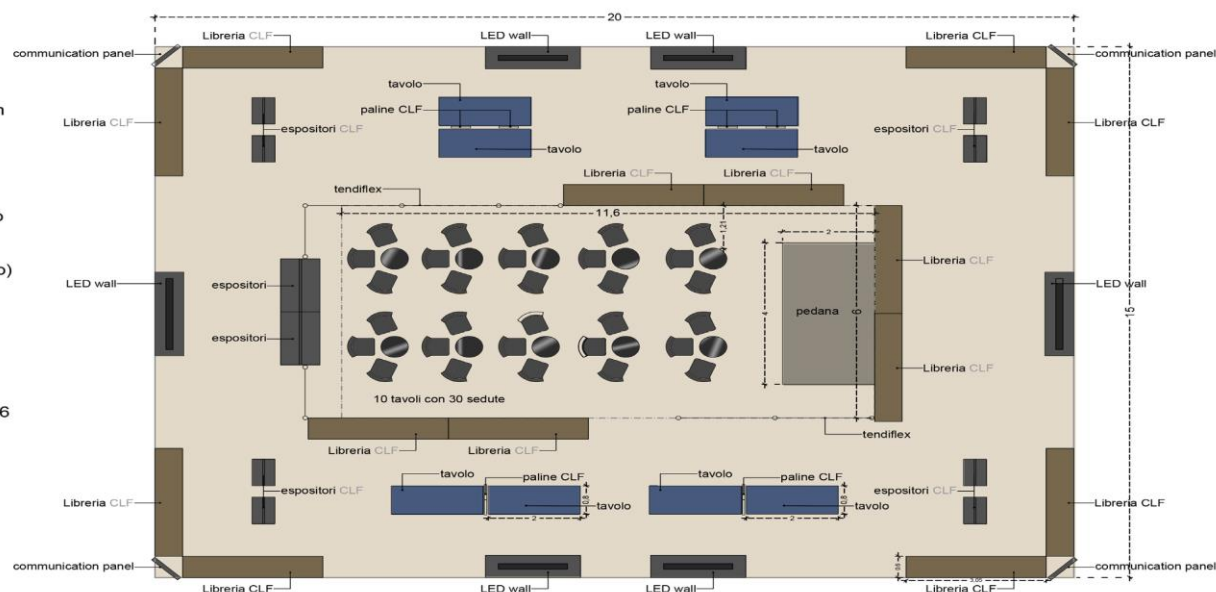 20
Libreria CLF
LED wall
LED wall
Libreria CLF
communication panel
communication panel
tavolo
tavolo
paline CLF
paline CLF
Libreria CLF
espositori CLF
espositori CLF
Libreria CLF
tavolo
tavolo
Libreria CLF
Libreria CLF
tendiflex
11,6
1,21
2
Libreria CLF
o)
LED wall
espositori
LED wall
4
pedana
6
15
espositori
Libreria CLF
10 tavoli con 30 sedute
6
tendiflex
Libreria CLF
Libreria CLF
tavolo
paline CLF
tavolo
paline CLF
Libreria CLF
espositori CLF
espositori CLF
Libreria CLF
tavolo
0,8
2
tavolo
0,8
2
communication panel
communication panel
3,05
Libreria CLF
LED wall
LED wall
Libreria CLF